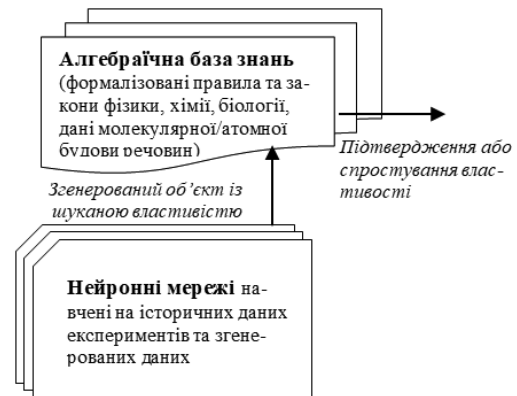 Алгебраїчна база знань
(формалізовані правила та за-
кони фізики, хімії, біології,
дані молекулярної/атомної
будови речовин)
Підтвердження або
спростування влас-
тивості
Згенерований об’єкт із
шуканою властивістю
Нейронні мережі на-
вчені на історичних даних
експериментів та згене-
рованих даних